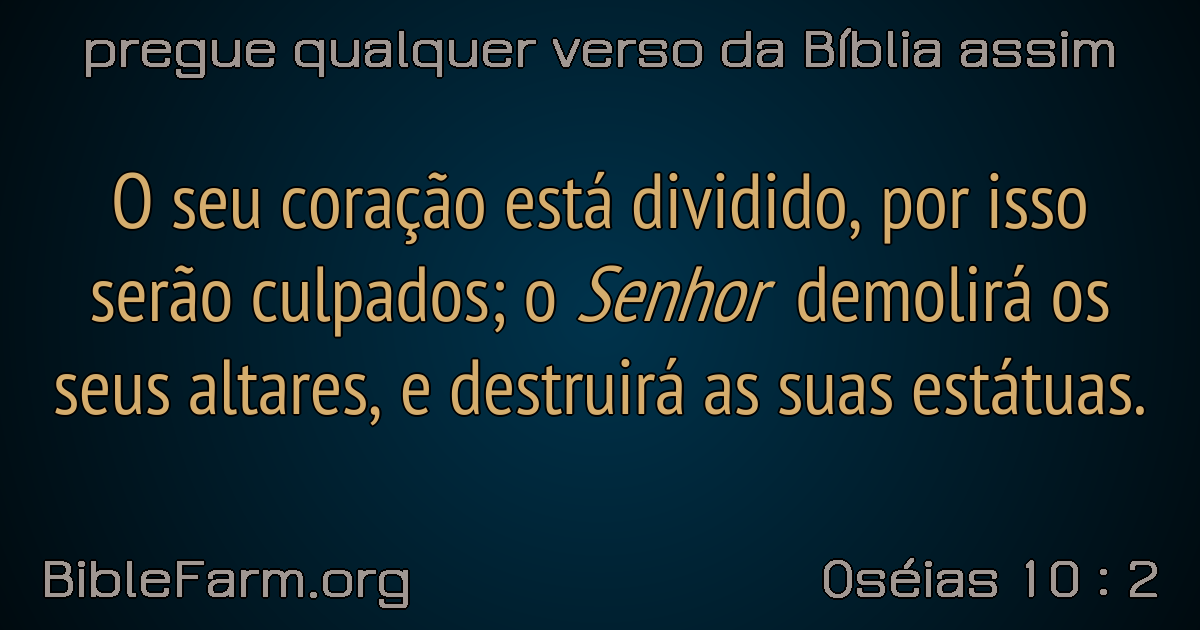 pregue qualquer verso da Bíblia assim
O seu coração está dividido, por isso
serão culpados; o Senhor demolirá os
seus altares, e destruirá as suas estátuas.
BibleFarm.org
Oséias 10 : 2